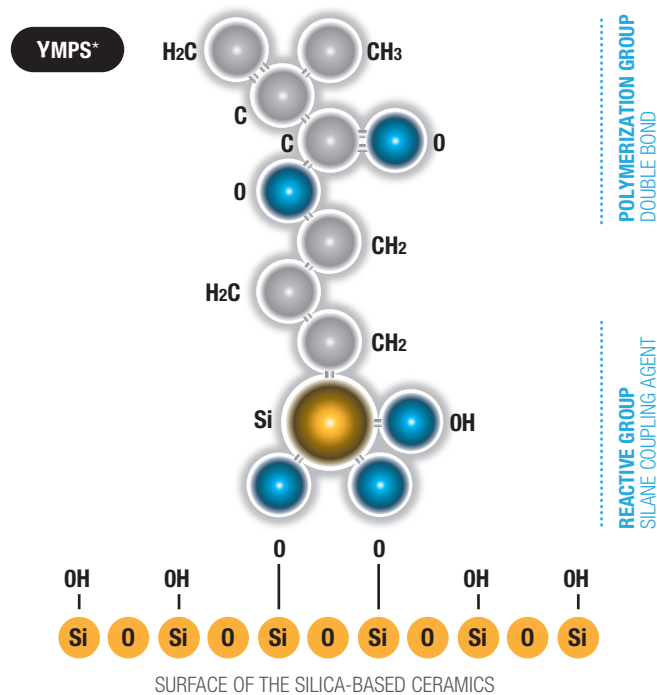 YMPS*
H2C
CH3
C
C
O
O
CH2
H2C
CH2
Si
OH
O O
OH OH OH OH
Si O Si O Si O Si O Si O Si
SURFACE OF THE SILICA-BASED CERAMICS
POLYMERIZATION GROUP
DOUBLE BOND
REACTIVE GROUP
SILANE COUPLING AGENT